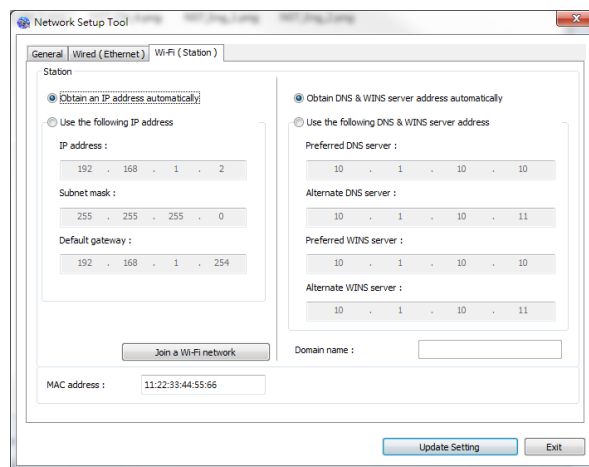 Network Setup Tool
General Wired ( Ethernet ) Wi-Fi ( Station )
Station
Obtain an IP address automatically
Use the following IP address
IP address :
192 . 168 . 1 . 2
Subnet mask :
255 . 255 . 255 . 0
Default gateway :
192 . 168 . 1 . 254
Join a Wi-Fi network
Obtain DNS & WINS server address automatically
Use the following DNS & WINS server address
Preferred DNS server :
10 . 1 . 10 . 10
Alternate DNS server :
10 . 1 . 10 . 11
Preferred WINS server :
10 . 1 . 10 . 10
Alternate WINS server :
10 . 1 . 10 . 11
Domain name :
MAC address : 11:22:33:44:55:66
Update Setting Exit